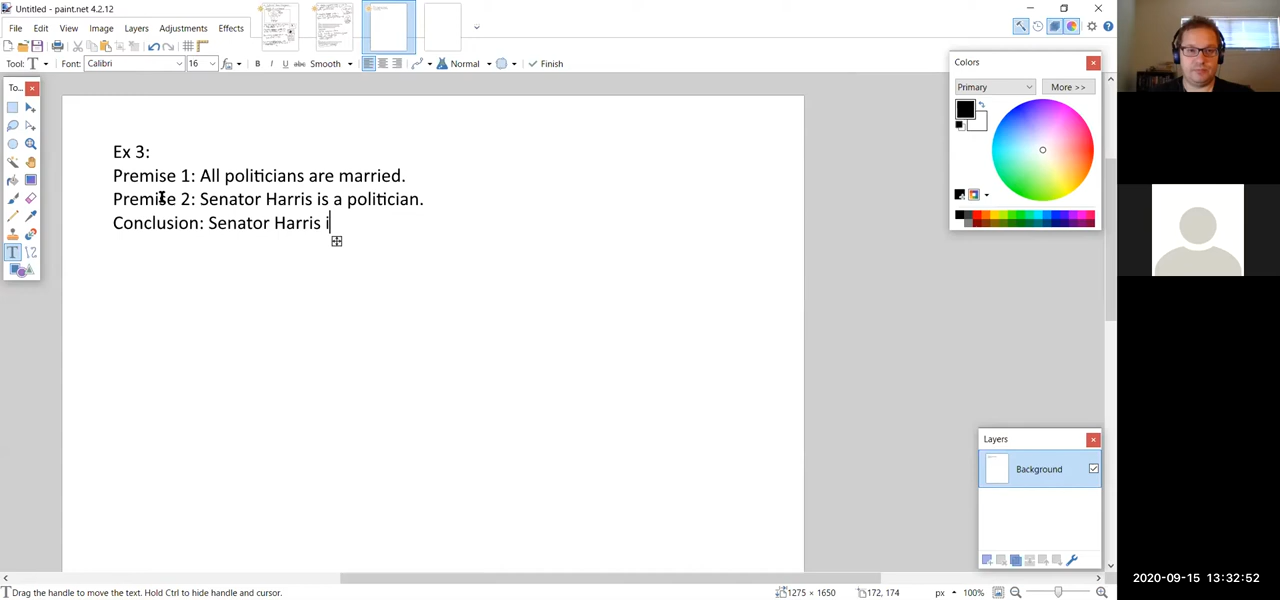 Untitled - paint.net 4.2.12
File Edit View Image Layers Adjustments Effects
Tool: T Font: Calibri 16 fx B I U abc Smooth Normal Finish
To...
Colors
Primary More >>
Ex 3:
Premise 1: All politicians are married.
Premise 2: Senator Harris is a politician.
Conclusion: Senator Harris i
Layers
Background
2020-09-15 13:32:52
Drag the handle to move the text. Hold Ctrl to hide handle and cursor. 1275 × 1650 172, 174 px 100%